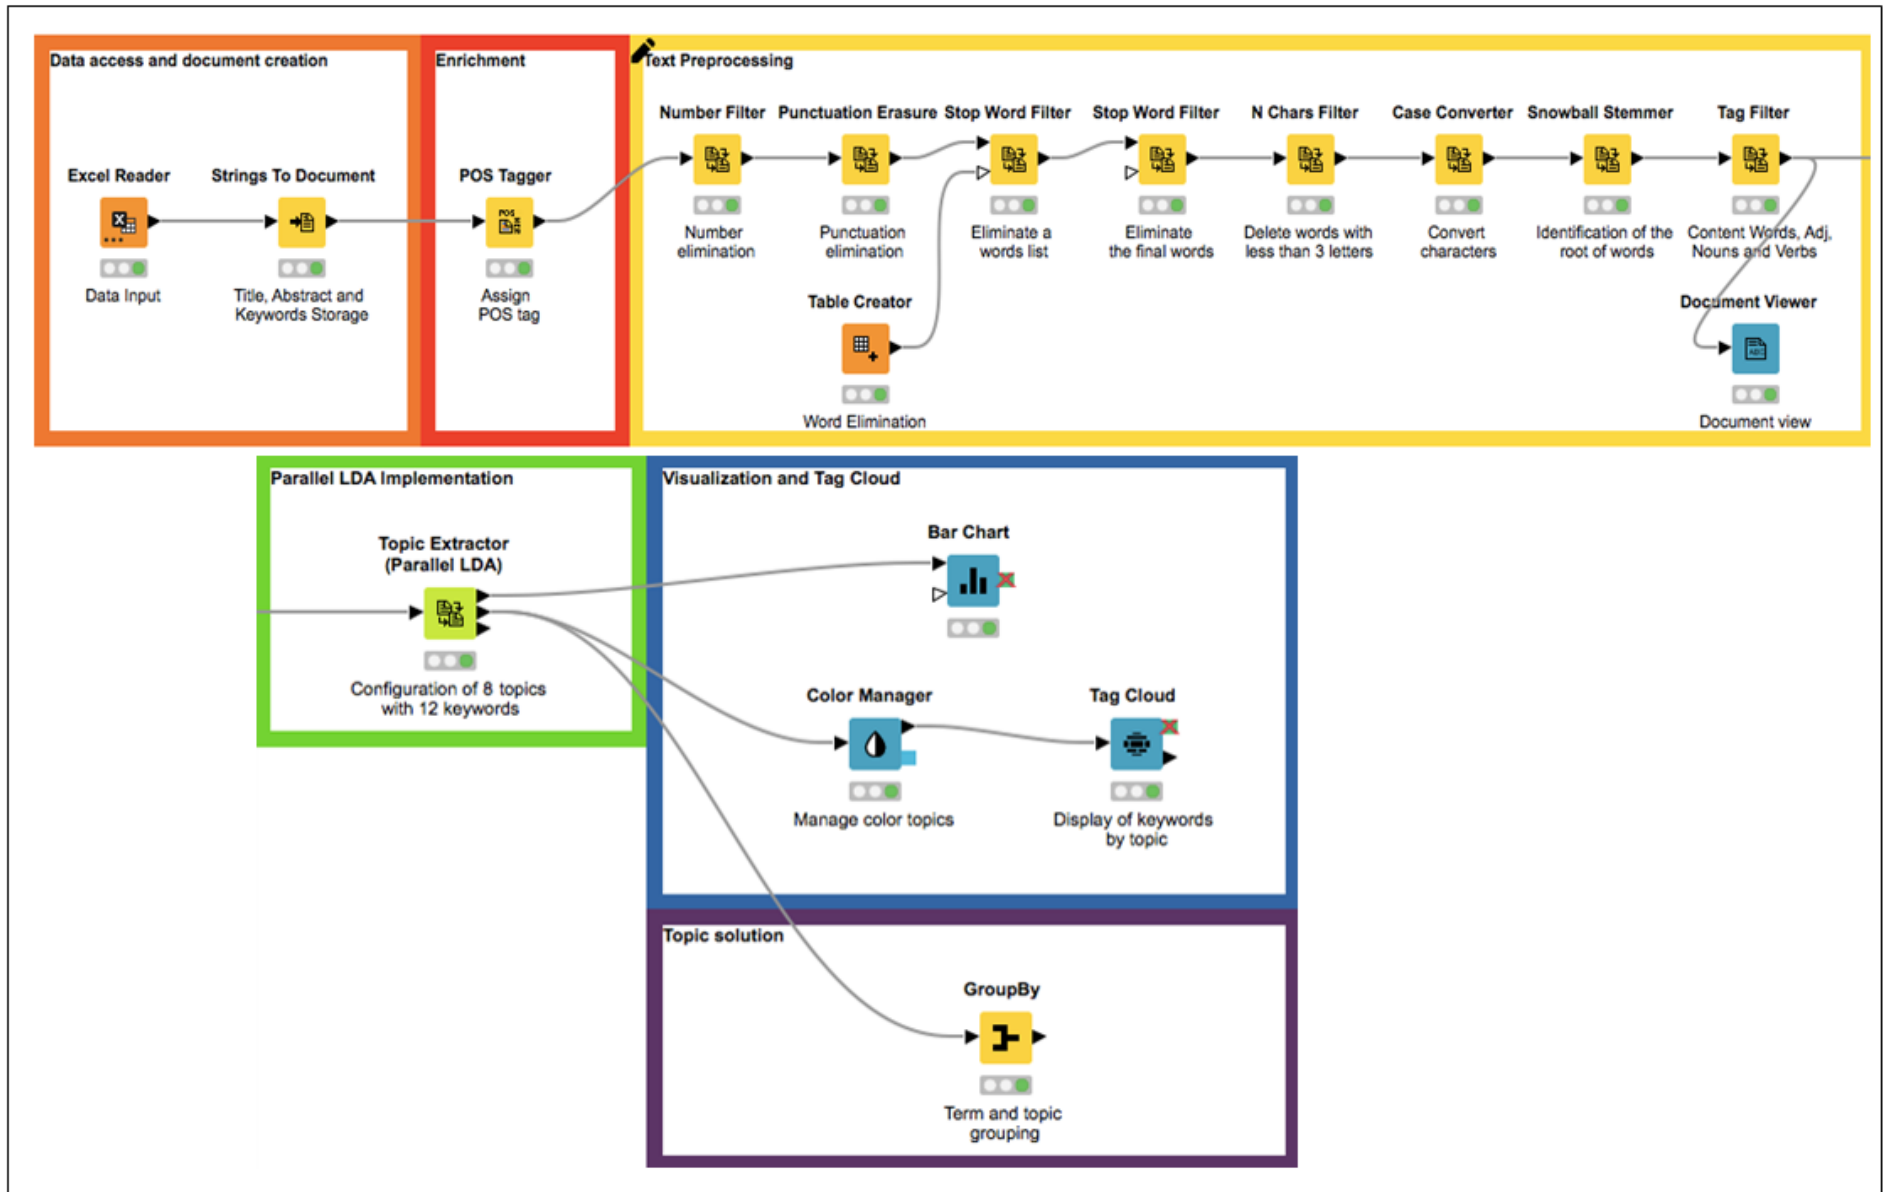 Data access and document creation
Enrichment
Text Preprocessing
Number Filter
Punctuation Erasure
Stop Word Filter
Stop Word Filter
N Chars Filter
Case Converter
Snowball Stemmer
Tag Filter
Excel Reader
Strings To Document
POS Tagger
POS
Number
elimination
Punctuation
elimination
Eliminate a
words list
Eliminate
the final words
Delete words with
less than 3 letters
Convert
characters
Identification of the
root of words
Content Words, Adj,
Nouns and Verbs
Data Input
Title, Abstract and
Keywords Storage
Assign
POS tag
Table Creator
Document Viewer
ABC
Word Elimination
Document view
Parallel LDA Implementation
Visualization and Tag Cloud
Topic Extractor
(Parallel LDA)
Bar Chart
Configuration of 8 topics
with 12 keywords
Color Manager
Tag Cloud
Manage color topics
Display of keywords
by topic
Topic solution
GroupBy
Term and topic
grouping